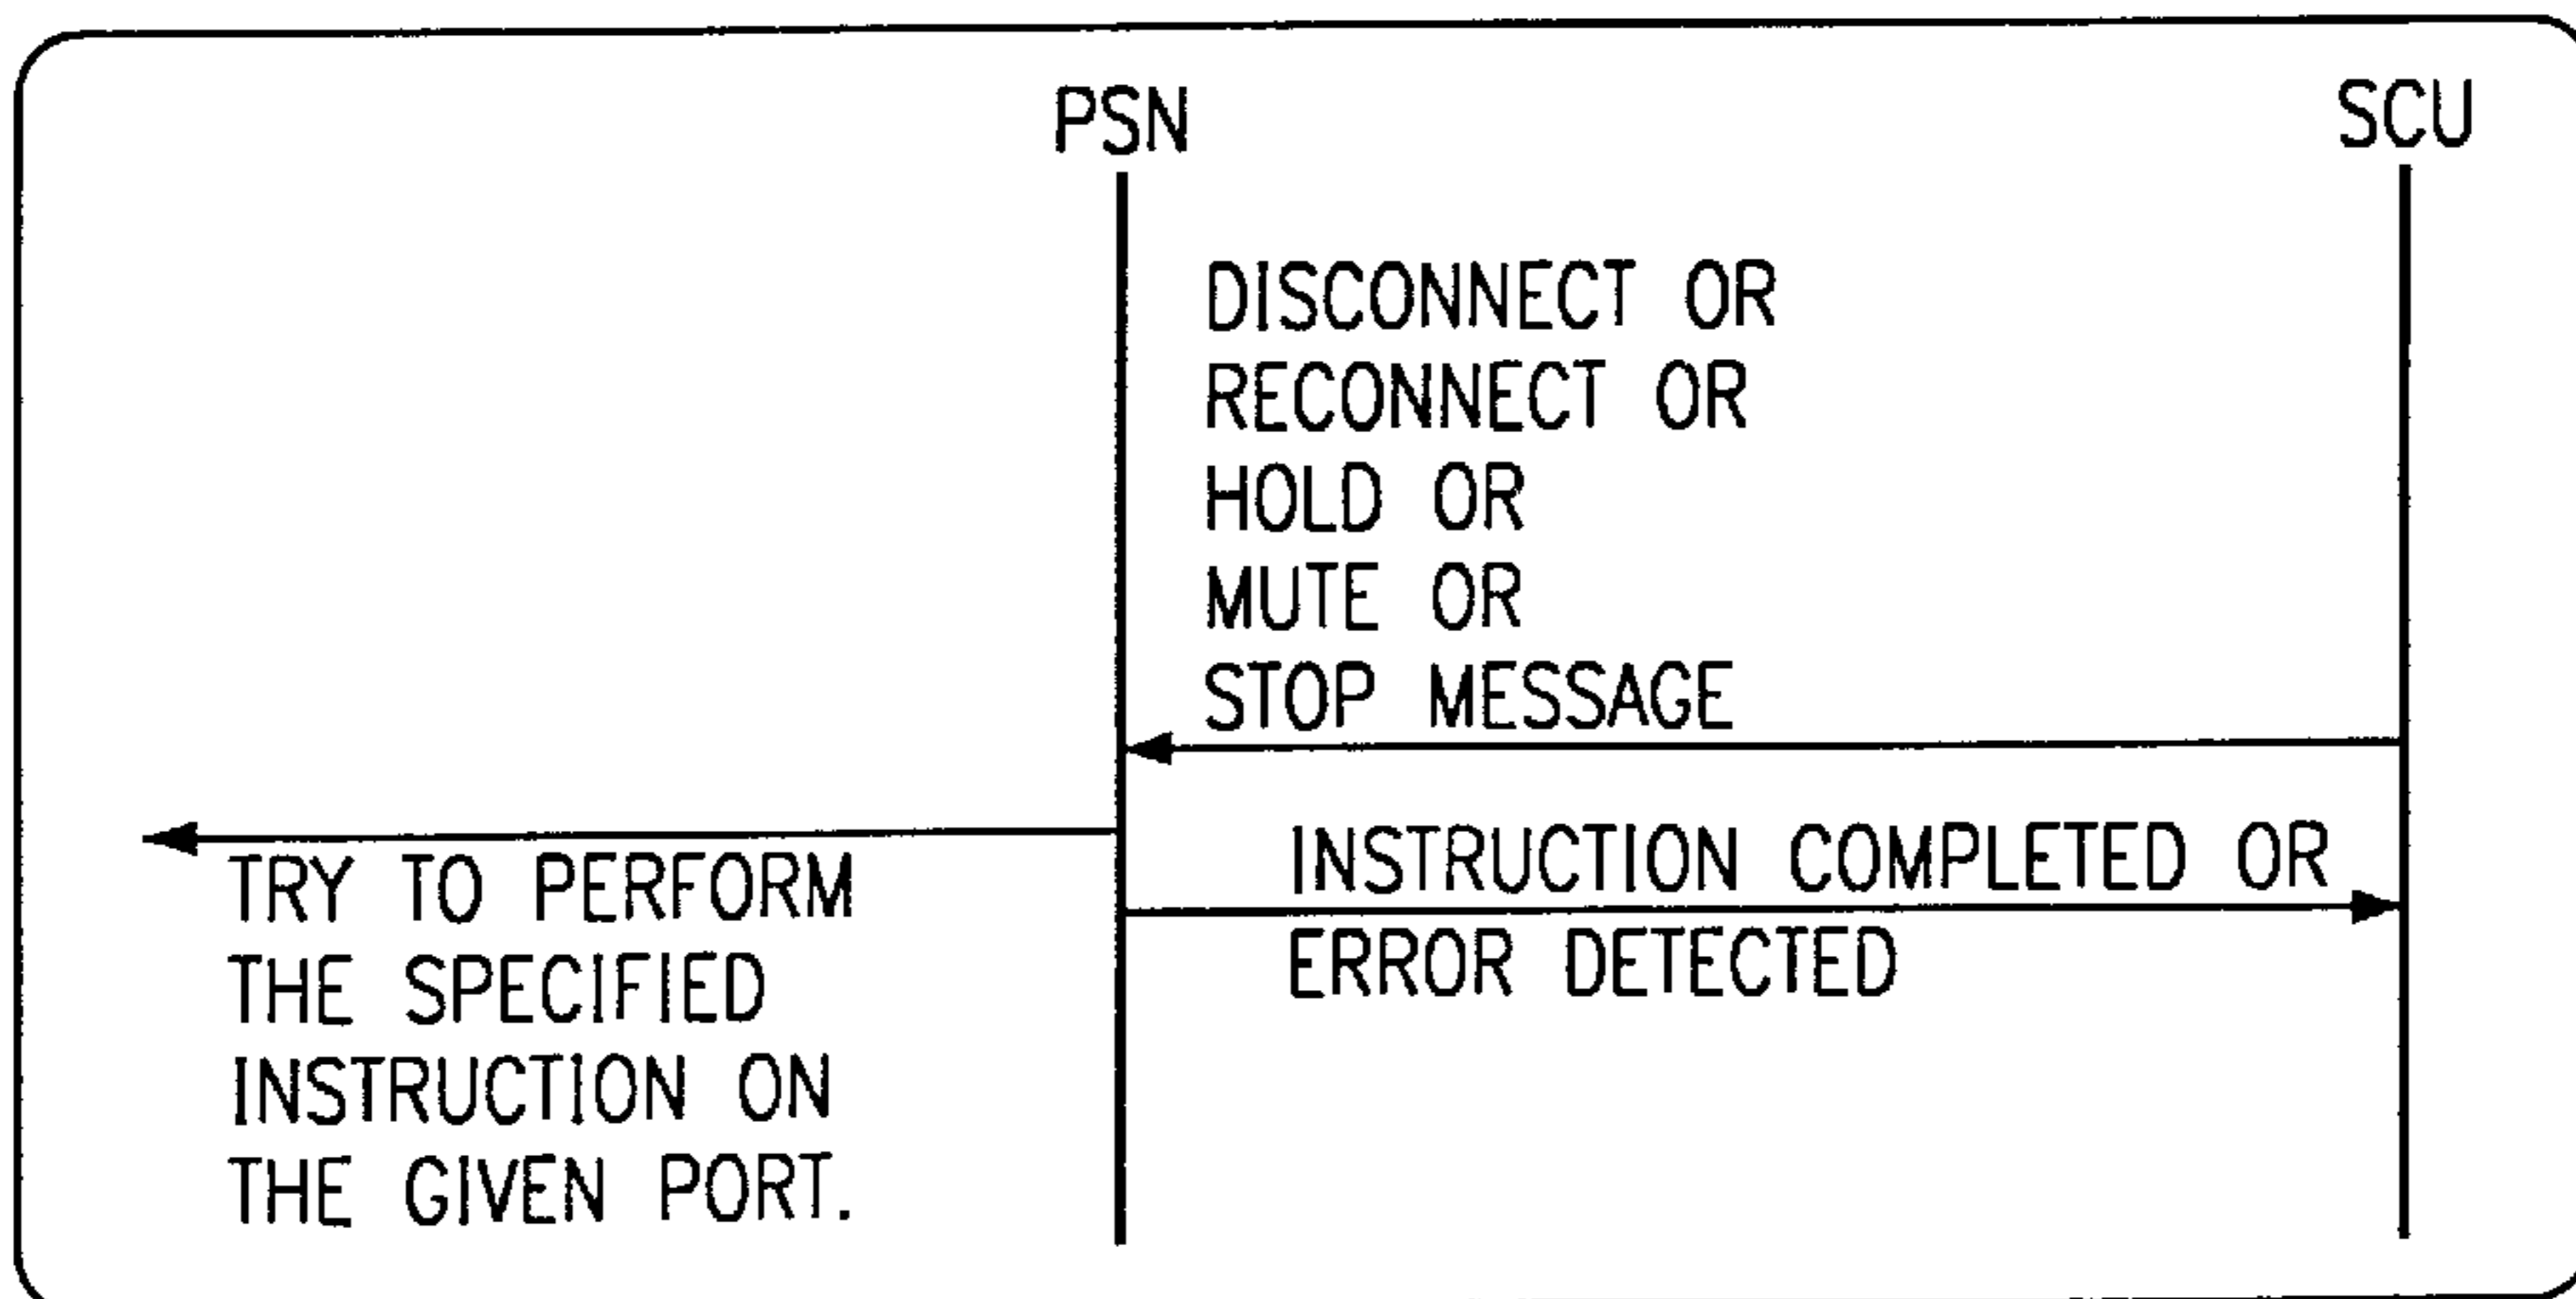 PSN
SCU
DISCONNECT OR
RECONNECT OR
HOLD OR
MUTE OR
STOP MESSAGE
TRY TO PERFORM
THE SPECIFIED
INSTRUCTION ON
THE GIVEN PORT.
INSTRUCTION COMPLETED OR
ERROR DETECTED